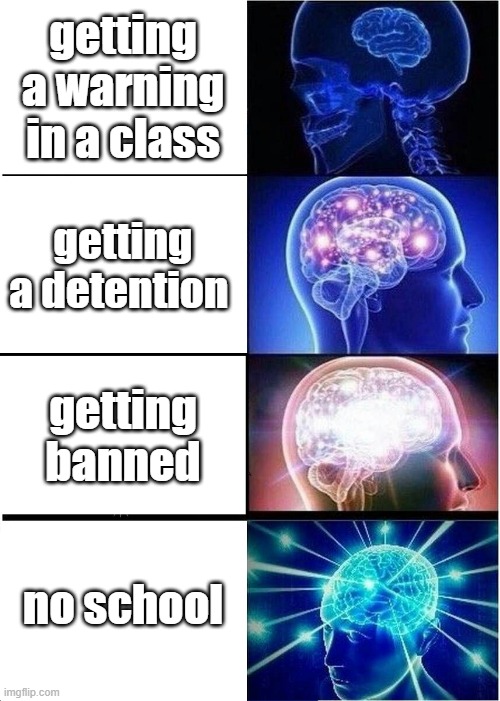 getting
a warning
in a class
getting
a detention
getting
banned
no school
imgflip.com